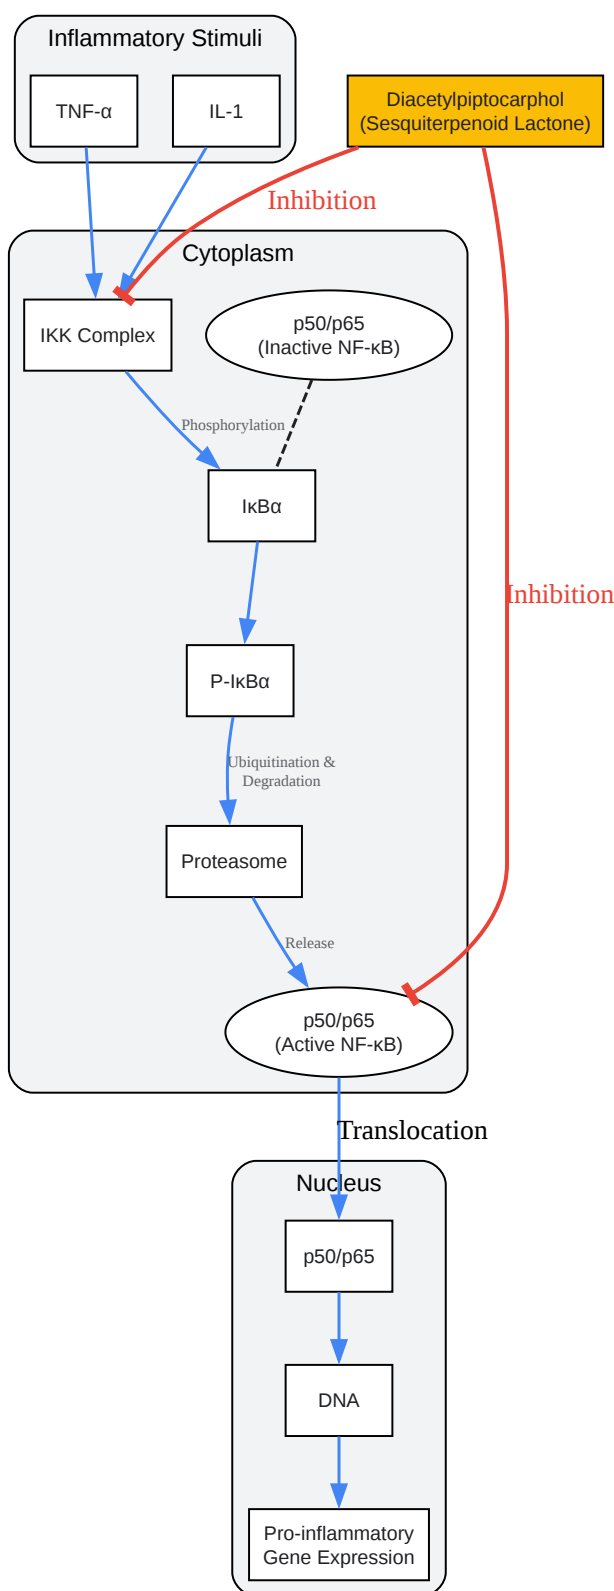 Inflammatory Stimuli
TNF-α
IL-1
Diacetylpiptocarphol
(Sesquiterpenoid Lactone)
Inhibition
Cytoplasm
IKK Complex
p50/p65
(Inactive NF-κB)
Phosphorylation
IκBα
Inhibition
P-IκBα
Ubiquitination &
Degradation
Proteasome
Release
p50/p65
(Active NF-κB)
Translocation
Nucleus
p50/p65
DNA
Pro-inflammatory
Gene Expression